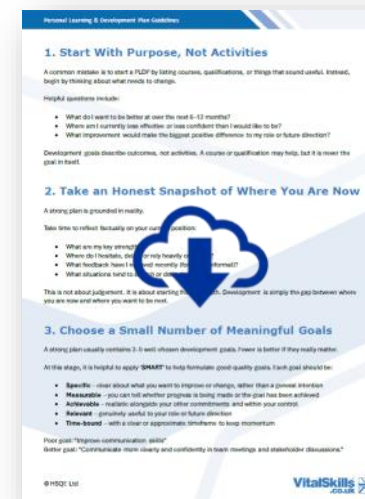 Personal Learning & Development Plan Guidelines
1. Start With Purpose, Not Activities
A common mistake is to start a PLDP by listing courses, qualifications, or things that sound useful. Instead,
begin by thinking about what needs to change.
Helpful questions include:
• What do I want to be better at over the next 6-12 months?
• Where am I currently less effective or less confident than I would like to be?
• What improvement would make the biggest positive difference to my role or future direction?
Development goals describe outcomes, not activities. A course or qualification may help, but it is never the
goal in itself.
2. Take an Honest Snapshot of Where You Are Now
A strong plan is grounded in reality.
Take time to reflect factually on your position:
• What are my key
• Where do I hesitate, or rely heavily
• What feedback have I received recently
• What situations tend to or
This is not about judgement. It is about starting Development is simply the gap between where
you are now and where you want to be next.
3. Choose a Small Number of Meaningful Goals
A strong plan usually contains 3-5 well-chosen development goals. Fewer is better if they really matter.
At this stage, it is helpful to apply 'SMART' to help formulate good quality goals. Each goal should be:
• Specific - clear about what you want to improve or change, rather than a general intention
• Measurable - you can tell whether progress is being made or the goal has been achieved
• Achievable - realistic alongside your other commitments and within your control
• Relevant - genuinely useful to your role or future direction
• Time-bound - with a clear or approximate timeframe to keep momentum
Poor goal: "Improve communication skills"
Better goal: "Communicate more clearly and confidently in team meetings and stakeholder discussions."
© HSQE Ltd
VitalSkills
.co.uk